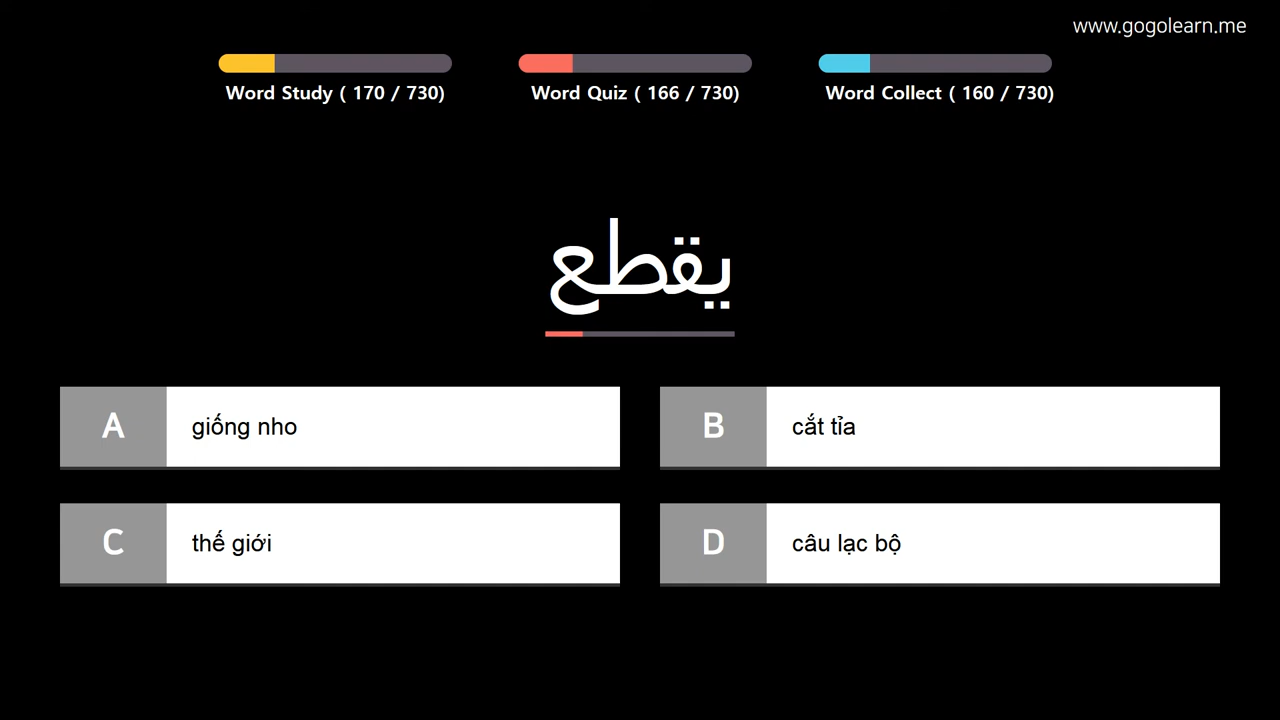 www.gogolearn.me
Word Study ( 170 / 730)
Word Quiz ( 166 / 730)
Word Collect ( 160 / 730)
يقطع
A giống nho
B cắt tỉa
C thế giới
D câu lạc bộ